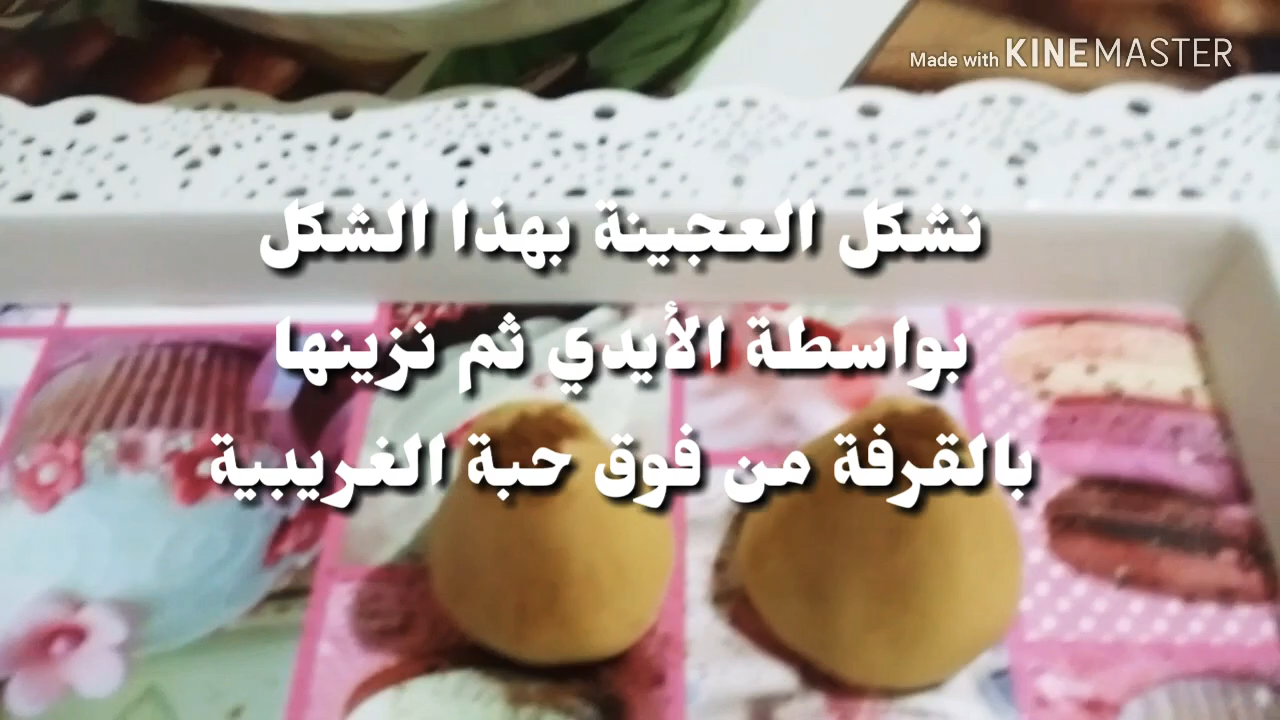 Made with KINEMASTER
نشكل العجينة بهذا الشكل
بواسطة الأيدي ثم نزينها
بالقرفة من فوق حبة الغريبية